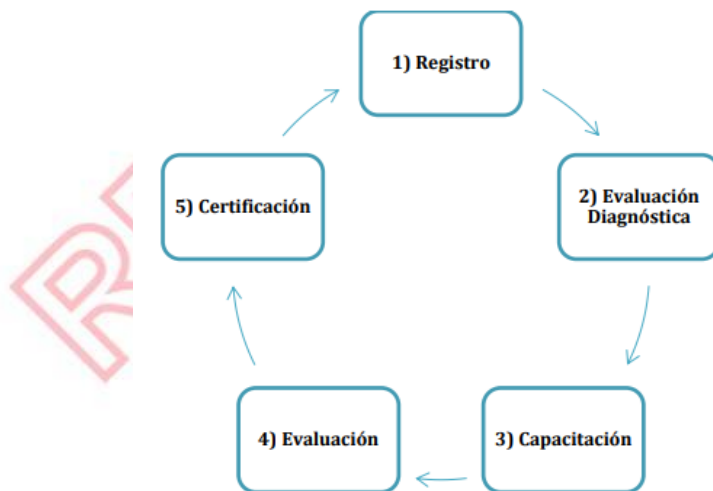 1) Registro
2) Evaluación
Diagnóstica
3) Capacitación
4) Evaluación
5) Certificación